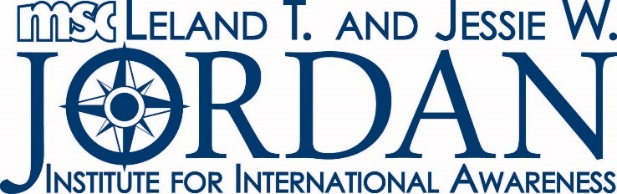 msc LELAND T. AND JESSIE W.
JORDAN
INSTITUTE FOR INTERNATIONAL AWARENESS